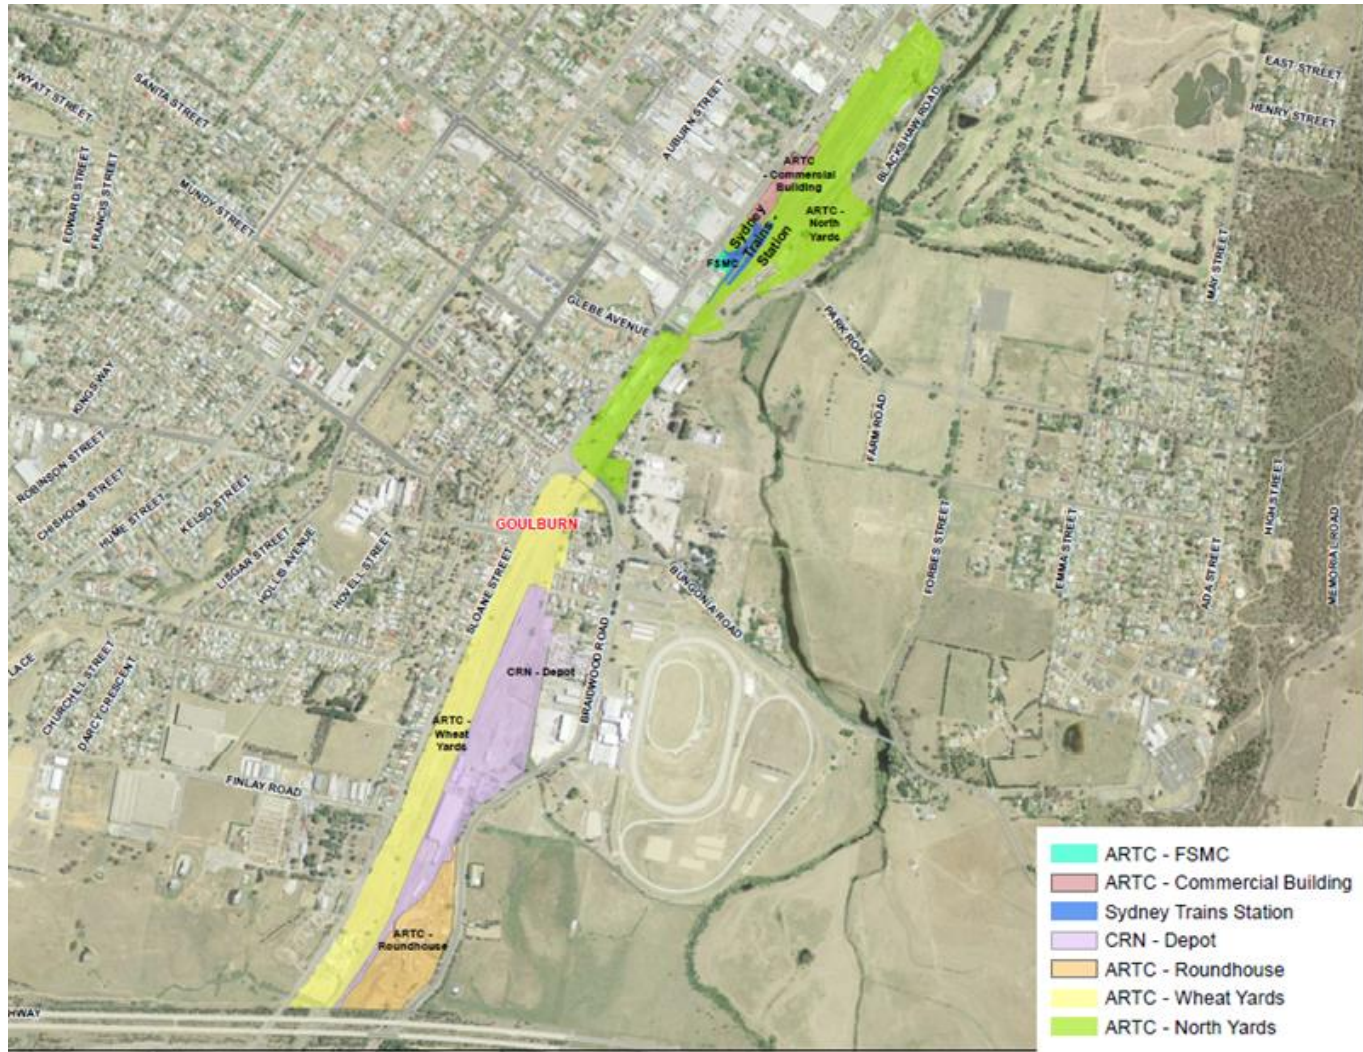 EAST STREET
HENRY STREET
WYATT STREET
SANITA STREET
AUBURN STREET
BLACKSHAW ROAD
EDWARD STREET
FRANCIS STREET
MUNDY STREET
ARTC
- Commercial
Building
ARTC -
North
Yards
Sydney
Trains -
Station
FSMC
MAY STREET
GLEBE AVENUE
PARK ROAD
KINGSWAY
FARM ROAD
ROBINSON STREET
CHISHOLM STREET
HUME STREET
KELSO STREET
GOULBURN
LISGAR STREET
HOLLIS AVENUE
HOVELL STREET
SLOANE STREET
BUNGONIA ROAD
FORBES STREET
EMMA STREET
ADA STREET
HIGH STREET
MEMORIAL ROAD
LACE
CHURCHILL STREET
DARCY CRESCENT
CRN - Depot
BRAIDWOOD ROAD
ARTC -
Wheat
Yards
FINLAY ROAD
ARTC -
Roundhouse
HWAY
ARTC - FSMC
ARTC - Commercial Building
Sydney Trains Station
CRN - Depot
ARTC - Roundhouse
ARTC - Wheat Yards
ARTC - North Yards